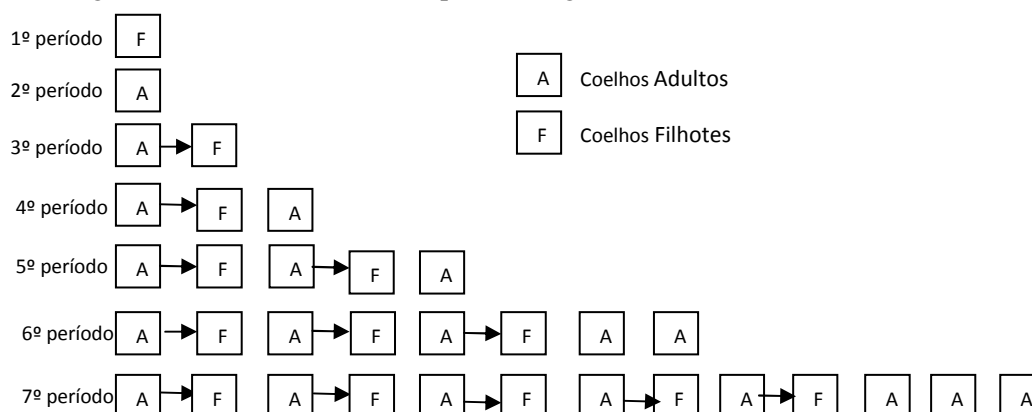 1º período F
A Coelhos Adultos
2º período A
F Coelhos Filhotes
3º período A F
4º período A F A
5º período A F A F A
6º período A F A F A F A A
7º período A F A F A F A F A F A A A